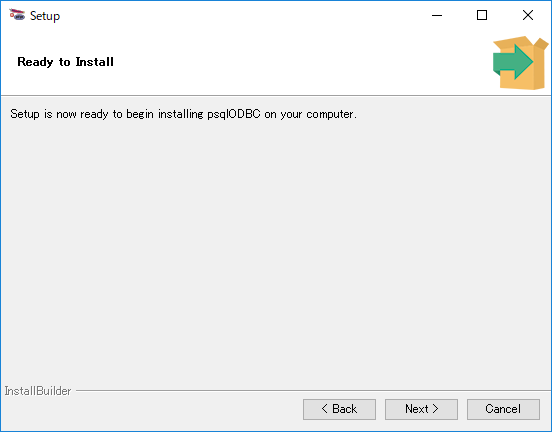 Setup
Ready to Install
Setup is now ready to begin installing psqlODBC on your computer.
InstallBuilder
< Back
Next >
Cancel